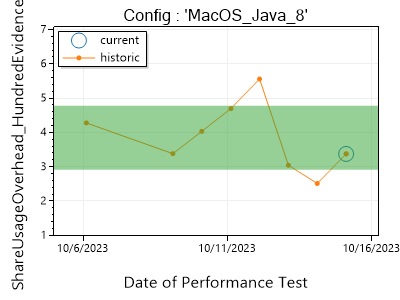 Config : 'MacOS_Java_8'
ShareUsageOverhead_HundredEvidence
current
historic
7
6
5
4
3
2
1
10/6/2023
10/11/2023
10/16/2023
Date of Performance Test